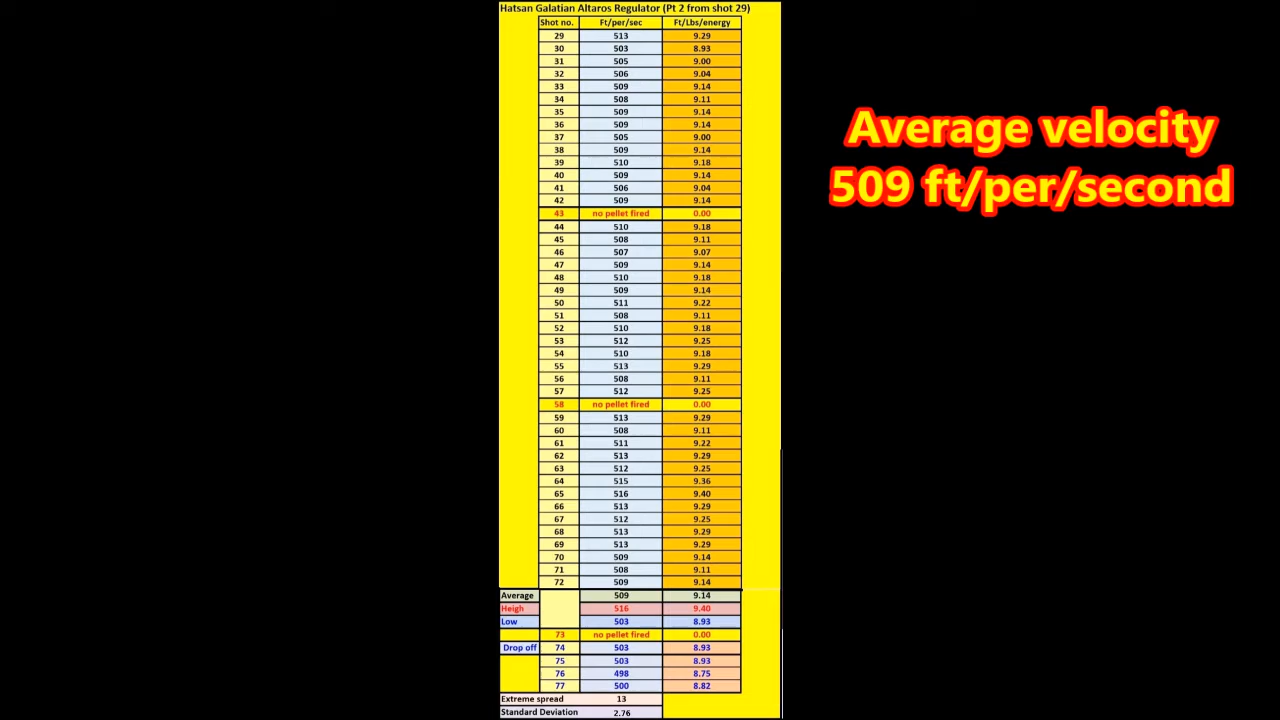 Hatsan Galatian Altaros Regulator (Pt 2 from shot 29)
Shot no. Ft/per/sec Ft/Lbs/energy
29 513 9.29
30 503 8.93
31 505 9.00
32 506 9.04
33 509 9.14
34 508 9.11
35 509 9.14
36 509 9.14
37 505 9.00
38 509 9.14
39 510 9.18
40 509 9.14
41 506 9.04
42 509 9.14
43 no pellet fired 0.00
44 510 9.18
45 508 9.11
46 507 9.07
47 509 9.14
48 510 9.18
49 509 9.14
50 511 9.22
51 508 9.11
52 510 9.18
53 512 9.25
54 510 9.18
55 513 9.29
56 508 9.11
57 512 9.25
58 no pellet fired 0.00
59 513 9.29
60 508 9.11
61 511 9.22
62 513 9.29
63 512 9.25
64 515 9.36
65 516 9.40
66 513 9.29
67 512 9.25
68 513 9.29
69 513 9.29
70 509 9.14
71 508 9.11
72 509 9.14
Average 509 9.14
Heigh 516 9.40
Low 503 8.93
73 no pellet fired 0.00
Drop off 74 503 8.93
75 503 8.93
76 498 8.75
77 500 8.82
Extreme spread 13
Standard Deviation 2.76
Average velocity
509 ft/per/second